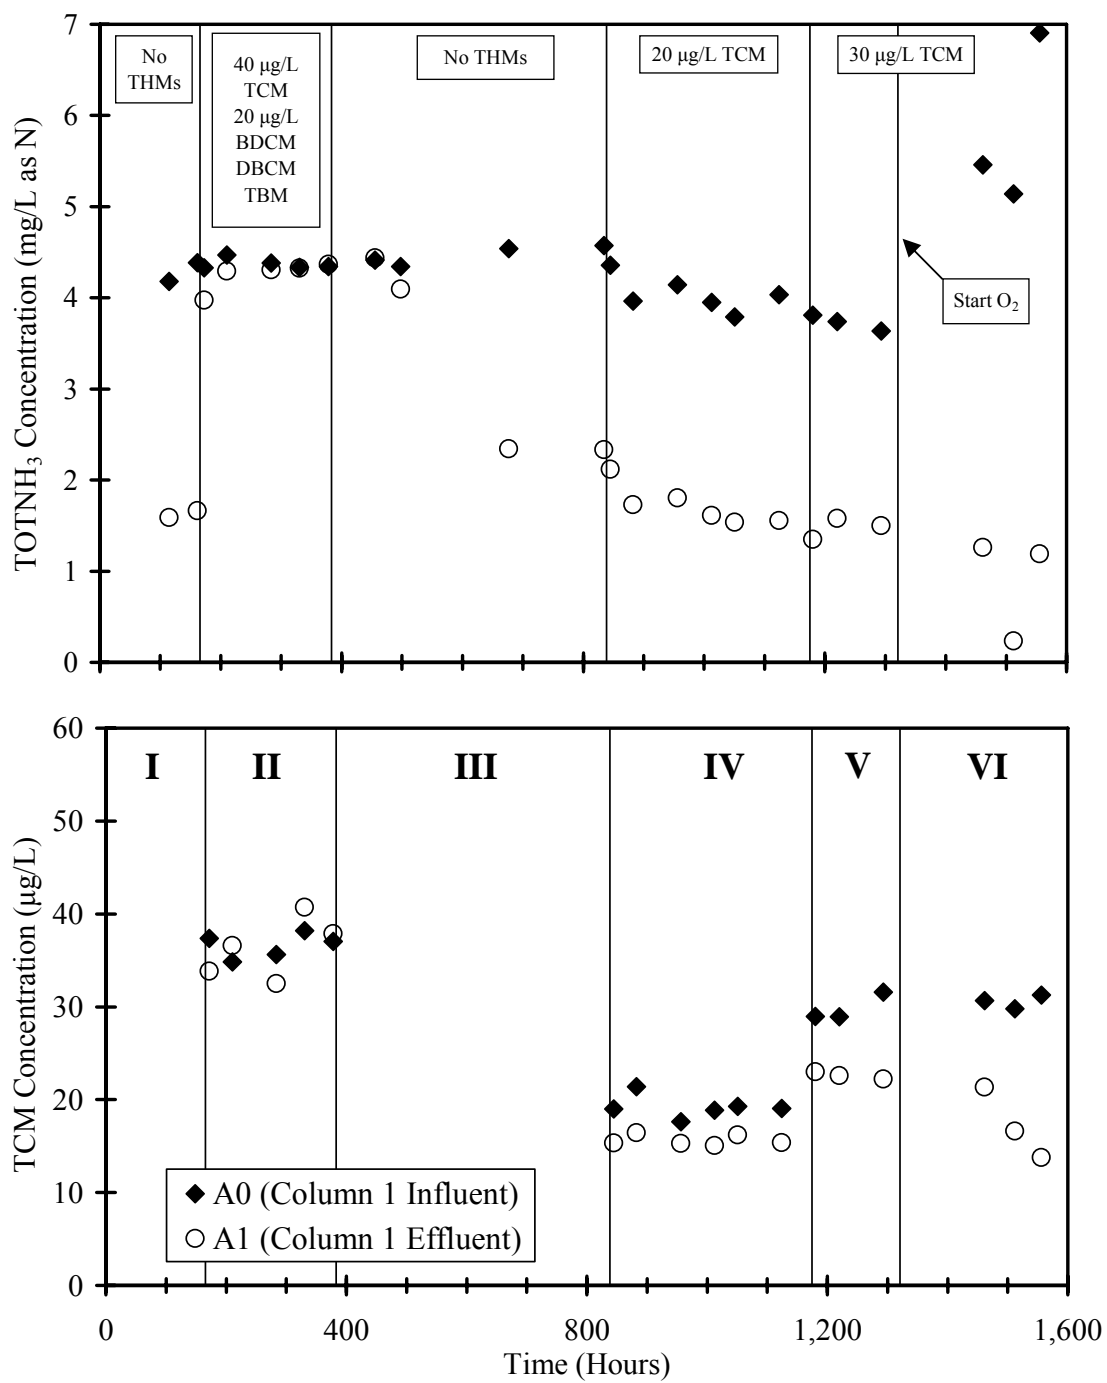 7
6
5
4
3
2
1
0
TOTNH₃ Concentration (mg/L as N)
No
THMs
40 µg/L
TCM
20 µg/L
BDCM
DBCM
TBM
No THMs
20 µg/L TCM
30 µg/L TCM
Start O₂
60
50
40
30
20
10
0
TCM Concentration (µg/L)
I
II
III
IV
V
VI
A0 (Column 1 Influent)
A1 (Column 1 Effluent)
0
400
800
1,200
1,600
Time (Hours)